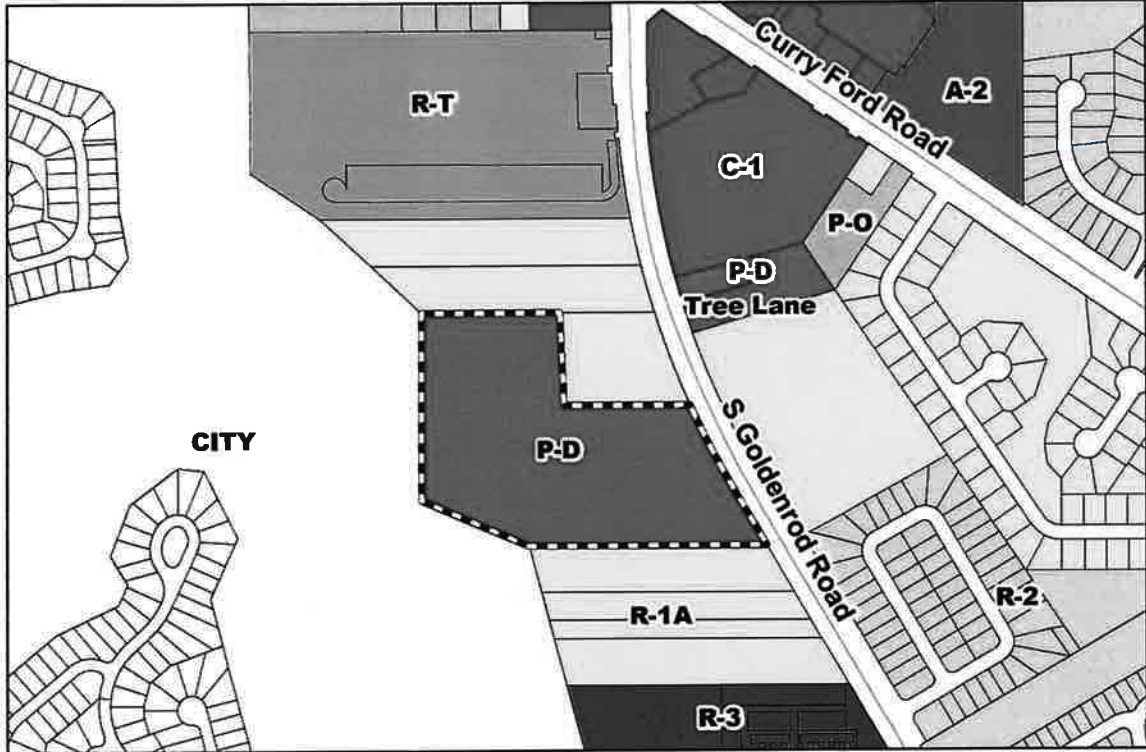 Curry Ford Road
R-T
A-2
C-1
P-O
P-D
Tree Lane
CITY
P-D
S Goldenrod Road
R-2
R-1A
R-3